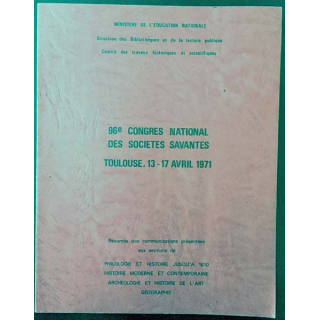 MINISTERE DE L'EDUCATION NATIONALE
Direction des Bibliothèques et de la lecture publique
Comité des travaux historiques et scientifiques
96e CONGRES NATIONAL
DES SOCIETES SAVANTES
TOULOUSE, 13-17 AVRIL 1971
Résumés des communications présentées
aux sections de
PHILOLOGIE ET HISTOIRE JUSQU'A 1610
HISTOIRE MODERNE ET CONTEMPORAINE
ARCHEOLOGIE ET HISTOIRE DE L'ART
GEOGRAPHIE